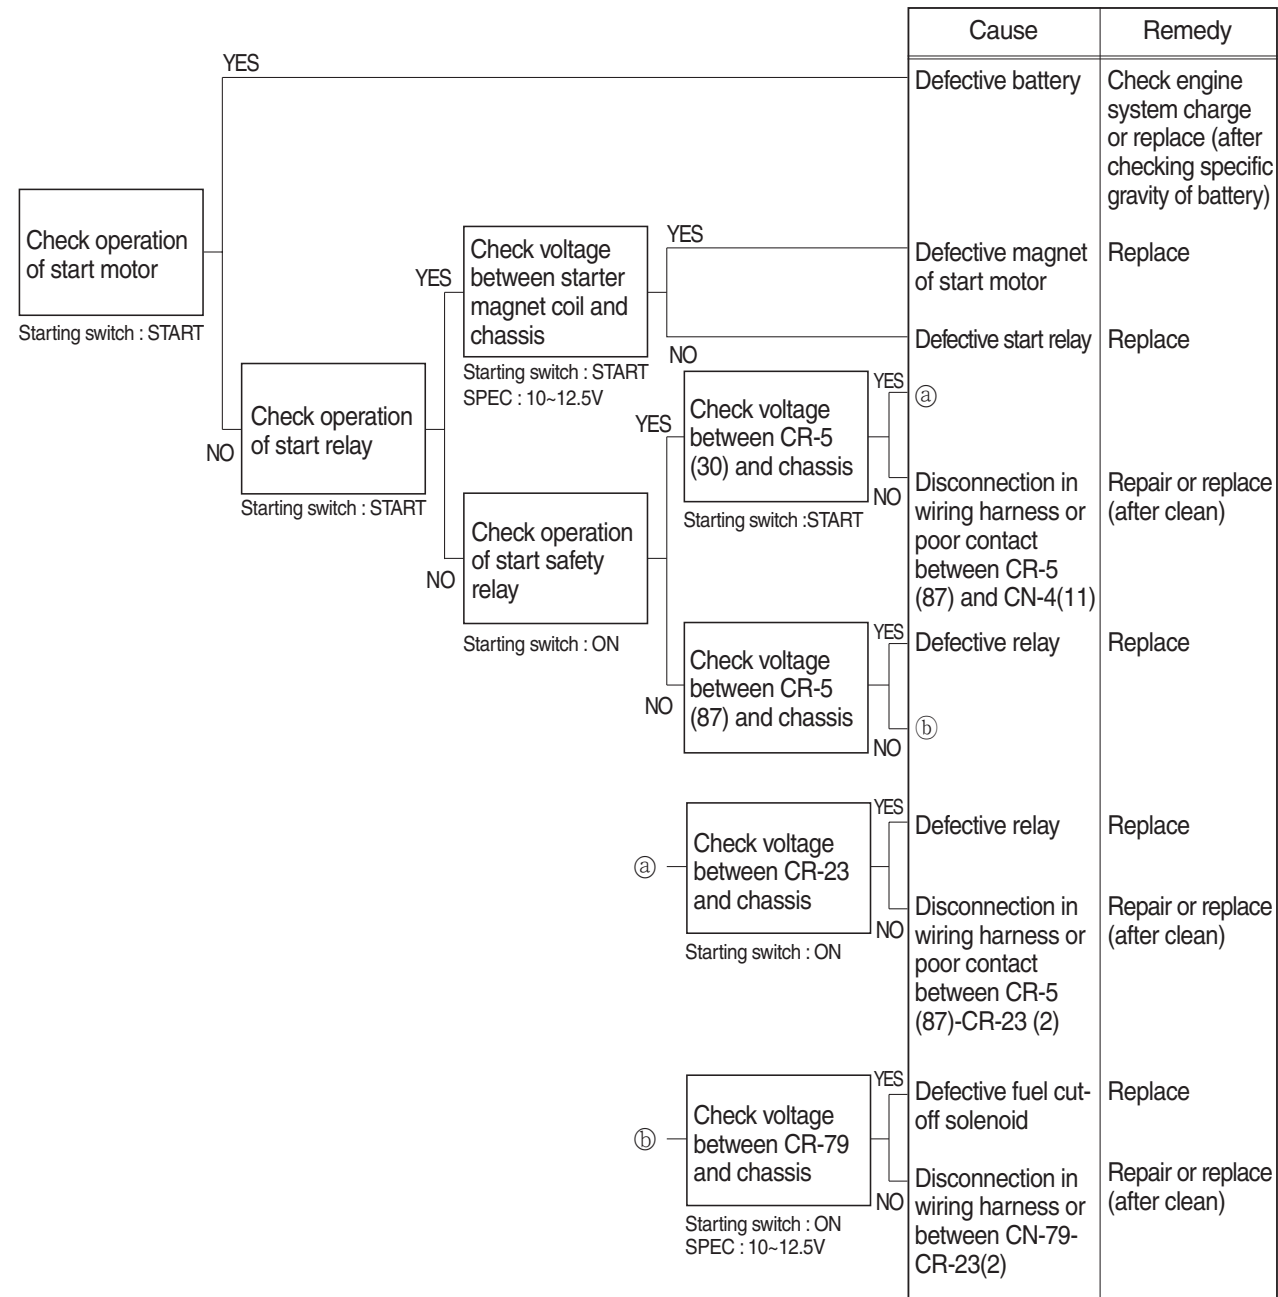 Cause
Remedy
YES
Defective battery
Check engine
system charge
or replace (after
checking specific
gravity of battery)
Check operation
of start motor
Starting switch : START
YES
Check voltage
between starter
magnet coil and
chassis
Starting switch : START
SPEC : 10~12.5V
YES
Defective magnet
of start motor
Replace
NO
Defective start relay
Replace
NO
Check operation
of start relay
Starting switch : START
YES
Check voltage
between CR-5
(30) and chassis
Starting switch :START
YES
ⓐ
NO
Disconnection in
wiring harness or
poor contact
between CR-5
(87) and CN-4(11)
Repair or replace
(after clean)
NO
Check operation
of start safety
relay
Starting switch : ON
NO
Check voltage
between CR-5
(87) and chassis
YES
Defective relay
Replace
NO
ⓑ
ⓐ
Check voltage
between CR-23
and chassis
Starting switch : ON
YES
Defective relay
Replace
NO
Disconnection in
wiring harness or
poor contact
between CR-5
(87)-CR-23 (2)
Repair or replace
(after clean)
ⓑ
Check voltage
between CR-79
and chassis
Starting switch : ON
SPEC : 10~12.5V
YES
Defective fuel cut-
off solenoid
Replace
NO
Disconnection in
wiring harness or
between CN-79-
CR-23(2)
Repair or replace
(after clean)